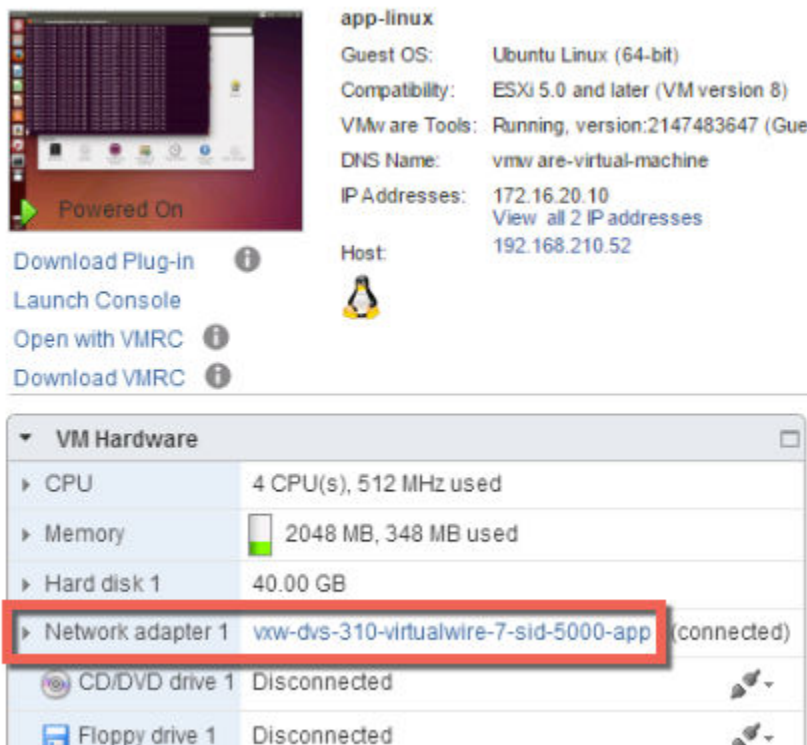 app-linux
Guest OS: Ubuntu Linux (64-bit)
Compatibility: ESXi 5.0 and later (VM version 8)
VMware Tools: Running, version:2147483647 (Gue
DNS Name: vmware-virtual-machine
IP Addresses: 172.16.20.10
View all 2 IP addresses
Host: 192.168.210.52
Powered On
Download Plug-in
Launch Console
Open with VMRC
Download VMRC
VM Hardware
CPU 4 CPU(s), 512 MHz used
Memory 2048 MB, 348 MB used
Hard disk 1 40.00 GB
Network adapter 1 vxw-dvs-310-virtualwire-7-sid-5000-app (connected)
CD/DVD drive 1 Disconnected
Floppy drive 1 Disconnected